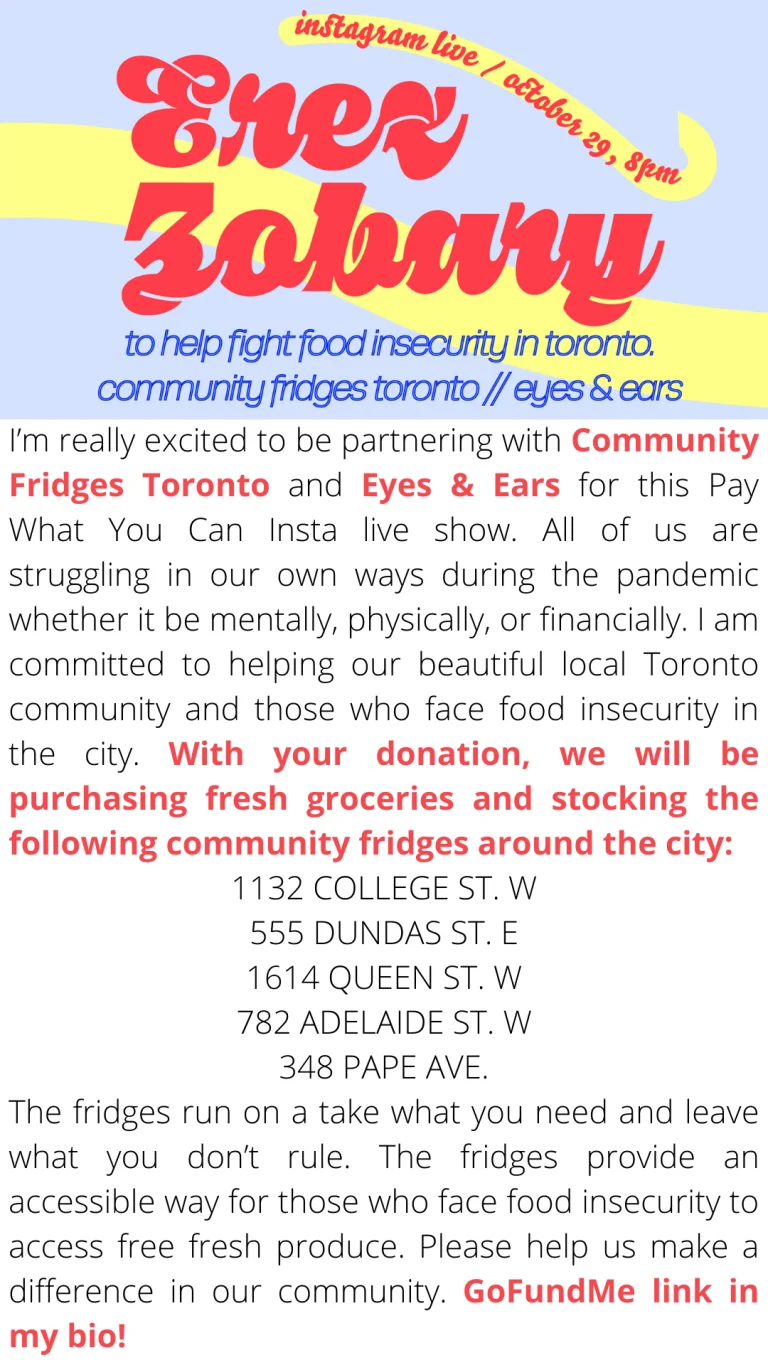 instagram live / october 29, 8pm
Erez
Zobary
to help fight food insecurity in toronto.
community fridges toronto // eyes & ears
I’m really excited to be partnering with Community
Fridges Toronto and Eyes & Ears for this Pay
What You Can Insta live show. All of us are
struggling in our own ways during the pandemic
whether it be mentally, physically, or financially. I am
committed to helping our beautiful local Toronto
community and those who face food insecurity in
the city. With your donation, we will be
purchasing fresh groceries and stocking the
following community fridges around the city:
1132 COLLEGE ST. W
555 DUNDAS ST. E
1614 QUEEN ST. W
782 ADELAIDE ST. W
348 PAPE AVE.
The fridges run on a take what you need and leave
what you don’t rule. The fridges provide an
accessible way for those who face food insecurity to
access free fresh produce. Please help us make a
difference in our community. GoFundMe link in
my bio!